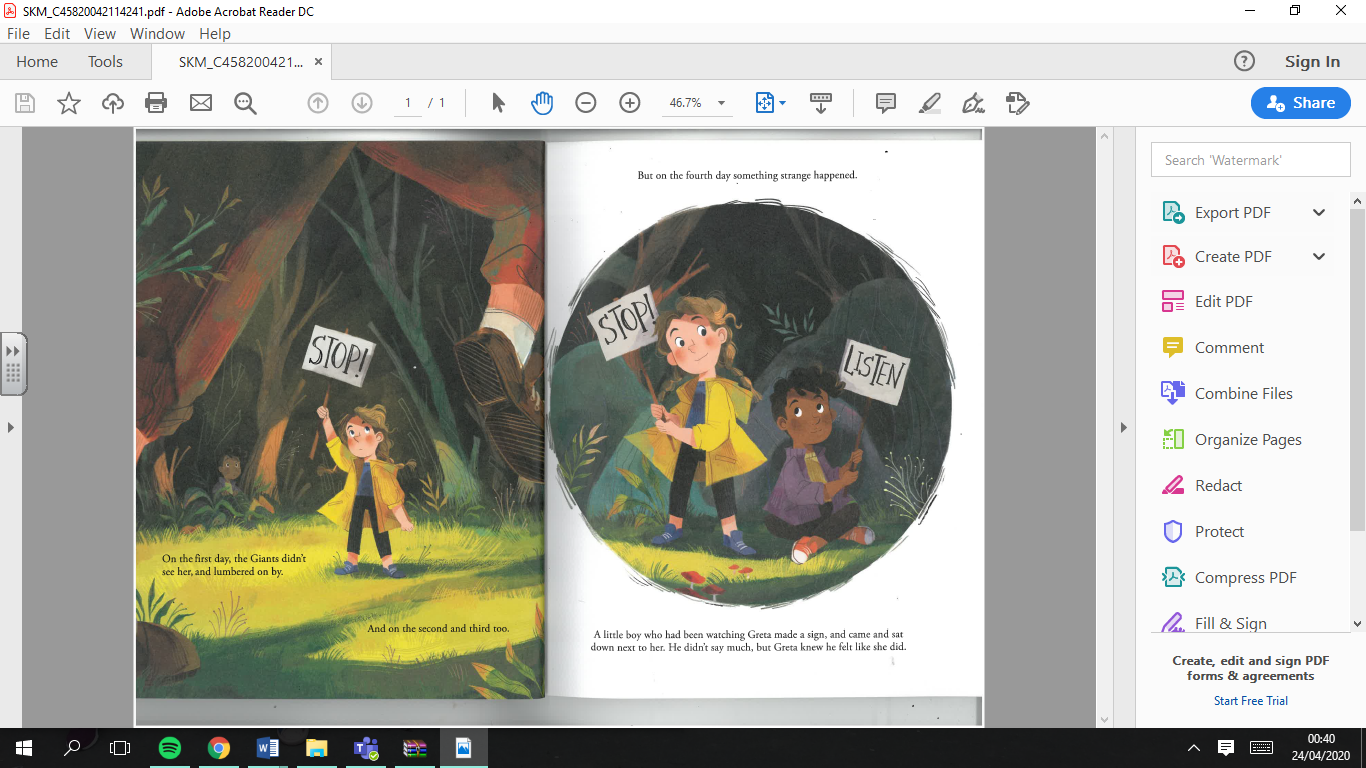 SKM_C45820042114241.pdf - Adobe Acrobat Reader DC
File Edit View Window Help
Home Tools SKM_C458200421... × ? Sign In
1 / 1 46.7% Share
STOP!
On the first day, the Giants didn't
see her, and lumbered on by.
And on the second and third too.
But on the fourth day something strange happened.
STOP!
LISTEN
A little boy who had been watching Greta made a sign, and came and sat
down next to her. He didn't say much, but Greta knew he felt like she did.
Search 'Watermark'
Export PDF
Create PDF
Edit PDF
Comment
Combine Files
Organize Pages
Redact
Protect
Compress PDF
Fill & Sign
Create, edit and sign PDF
forms & agreements
Start Free Trial
00:40
24/04/2020